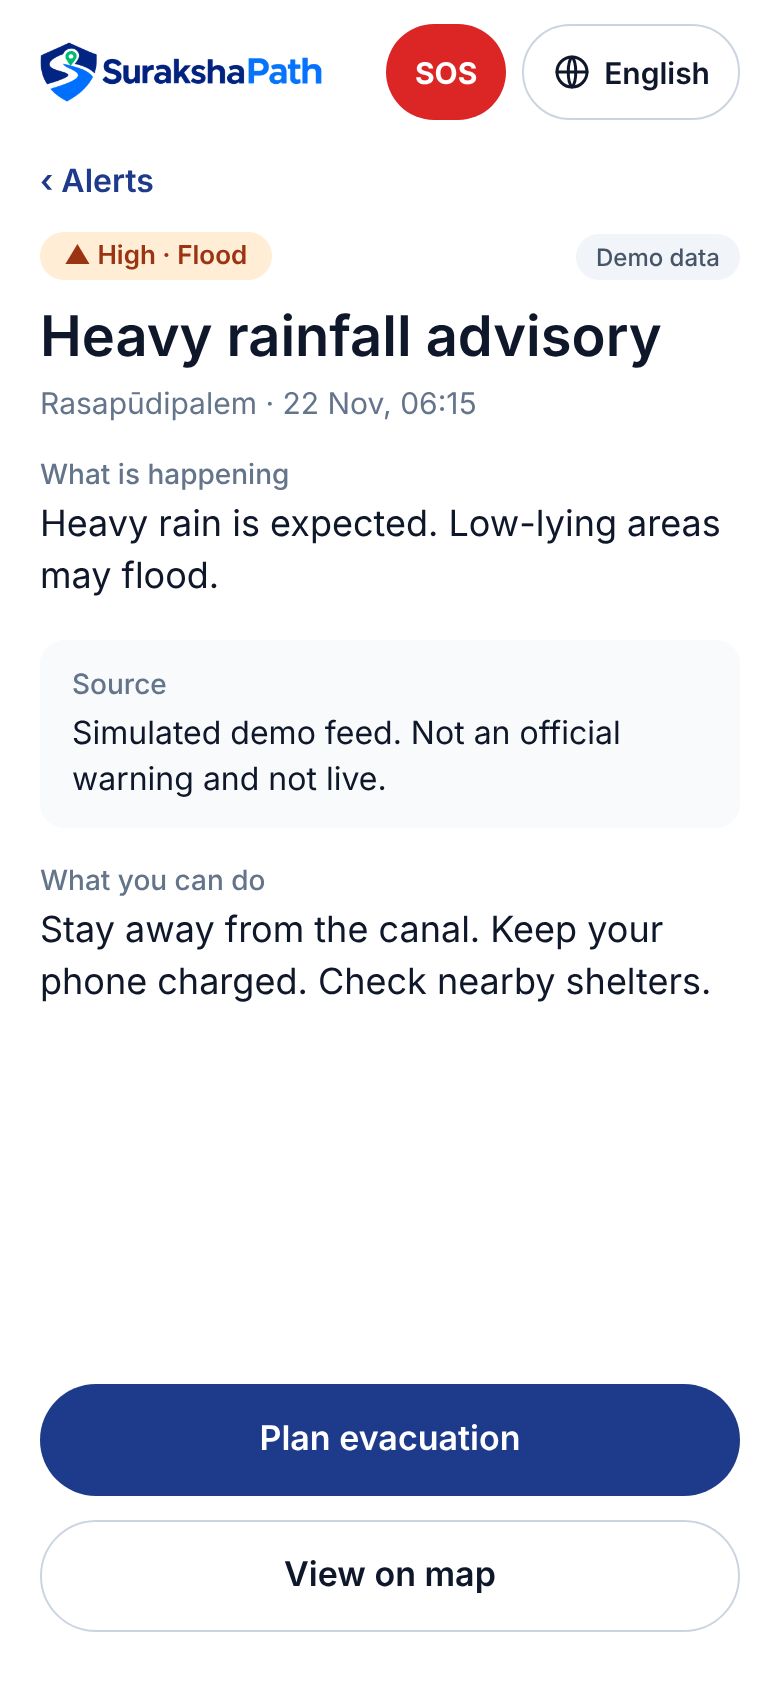 SurakshaPath
SOS
English
‹ Alerts
▲ High · Flood
Demo data
Heavy rainfall advisory
Rasapūdipalem · 22 Nov, 06:15
What is happening
Heavy rain is expected. Low-lying areas
may flood.
Source
Simulated demo feed. Not an official
warning and not live.
What you can do
Stay away from the canal. Keep your
phone charged. Check nearby shelters.
Plan evacuation
View on map